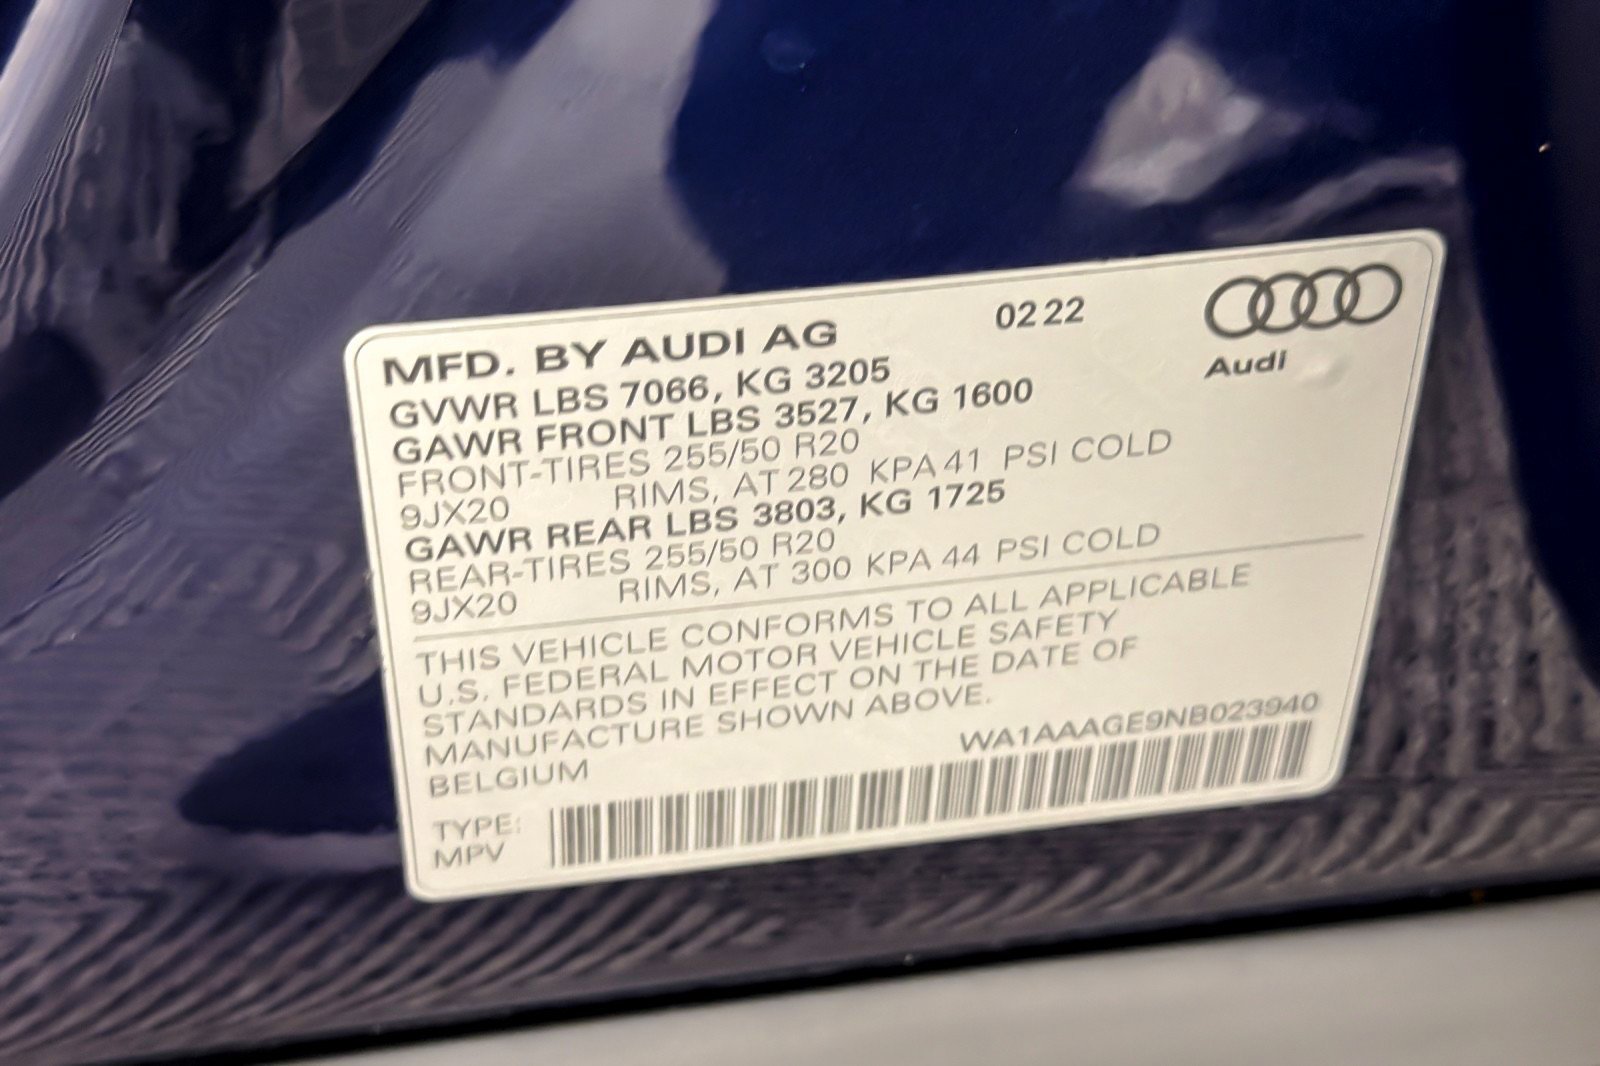 MFD. BY AUDI AG 02 22
Audi
GVWR LBS 7066, KG 3205
GAWR FRONT LBS 3527, KG 1600
FRONT-TIRES 255/50 R20
9JX20 RIMS, AT 280 KPA 41 PSI COLD
GAWR REAR LBS 3803, KG 1725
REAR-TIRES 255/50 R20
9JX20 RIMS, AT 300 KPA 44 PSI COLD
THIS VEHICLE CONFORMS TO ALL APPLICABLE
U.S. FEDERAL MOTOR VEHICLE SAFETY
STANDARDS IN EFFECT ON THE DATE OF
MANUFACTURE SHOWN ABOVE.
BELGIUM WA1AAAGE9NB023940
TYPE:
MPV